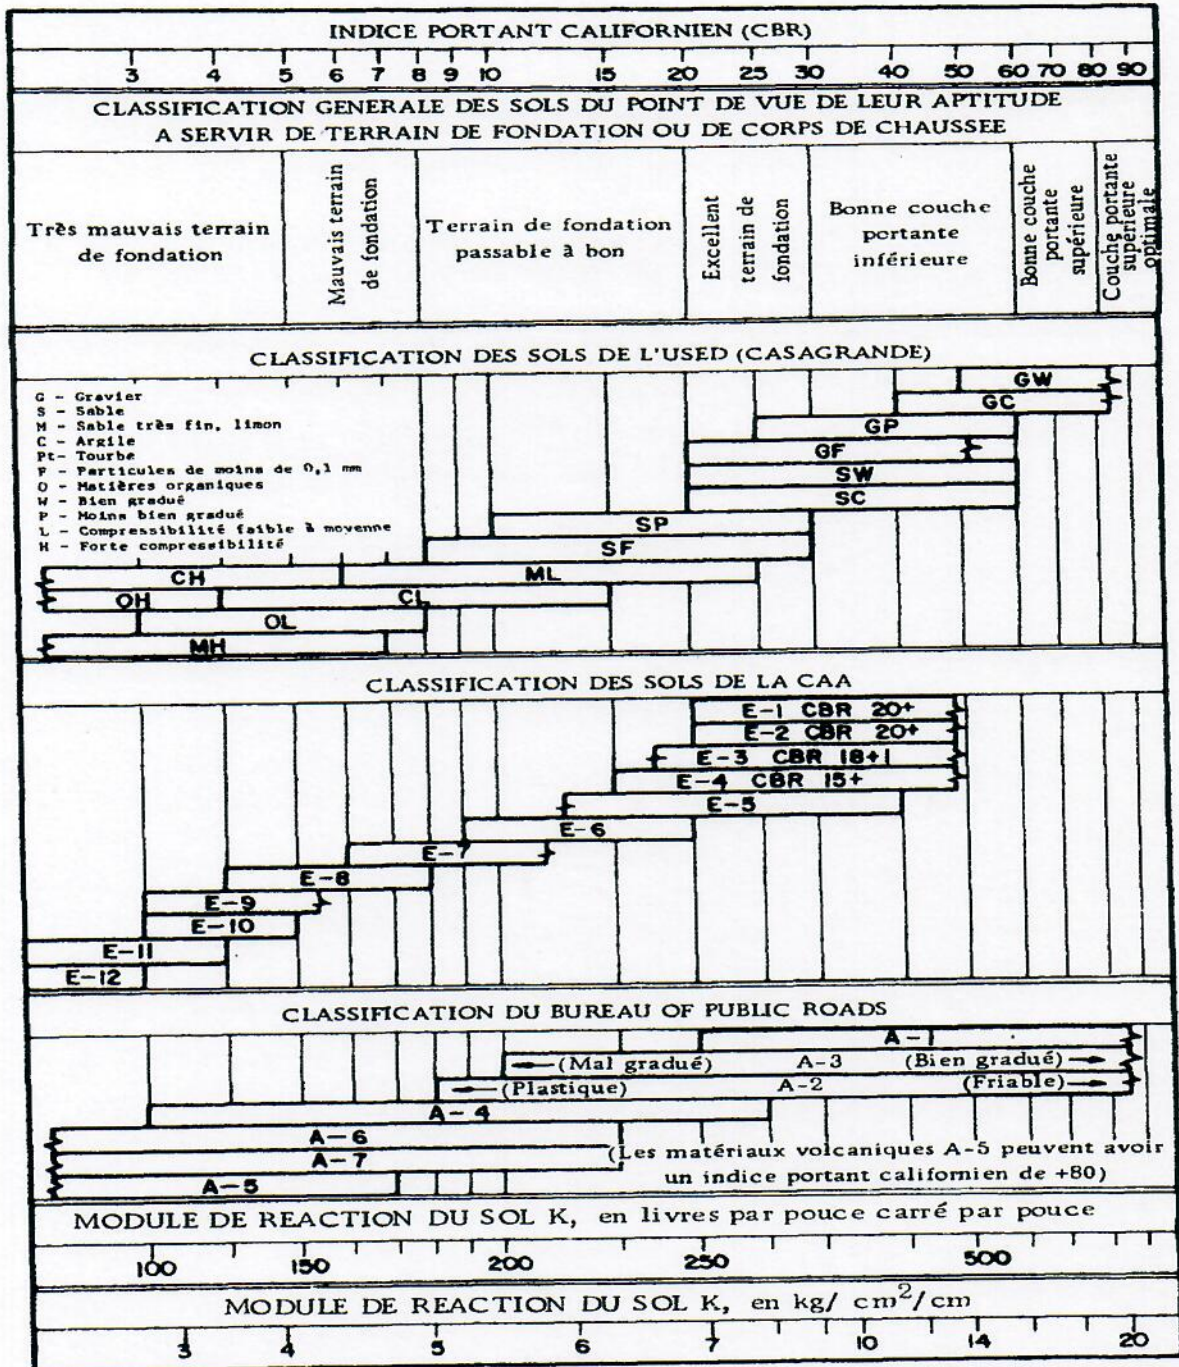 INDICE PORTANT CALIFORNIEN (CBR)
3 4 5 6 7 8 9 10 15 20 25 30 40 50 60 70 80 90
CLASSIFICATION GENERALE DES SOLS DU POINT DE VUE DE LEUR APTITUDE
A SERVIR DE TERRAIN DE FONDATION OU DE CORPS DE CHAUSSEE
Très mauvais terrain
de fondation
Mauvais terrain
de fondation
Terrain de fondation
passable à bon
Excellent
terrain de
fondation
Bonne couche
portante
inférieure
Bonne couche
portante
supérieure
Couche portante
supérieure
optimale
CLASSIFICATION DES SOLS DE L'USED (CASAGRANDE)
G - Gravier
S - Sable
M - Sable très fin, limon
C - Argile
Pt- Tourbe
F - Particules de moins de 0,1 mm
O - Matières organiques
W - Bien gradué
P - Moins bien gradué
L - Compressibilité faible à moyenne
H - Forte compressibilité
GW
GC
GP
GF
SW
SC
SP
SF
CH ML
OH CL
OL
MH
CLASSIFICATION DES SOLS DE LA CAA
E-1 CBR 20+
E-2 CBR 20+
E-3 CBR 18+1
E-4 CBR 15+
E-5
E-6
E-7
E-8
E-9
E-10
E-11
E-12
CLASSIFICATION DU BUREAU OF PUBLIC ROADS
A-1
(Mal gradué) A-3 (Bien gradué)
(Plastique) A-2 (Friable)
A-4
A-6
A-7
A-5
(Les matériaux volcaniques A-5 peuvent avoir
un indice portant californien de +80)
MODULE DE REACTION DU SOL K, en livres par pouce carré par pouce
100 150 200 250 500
MODULE DE REACTION DU SOL K, en kg/ cm²/cm
3 4 5 6 7 10 14 20